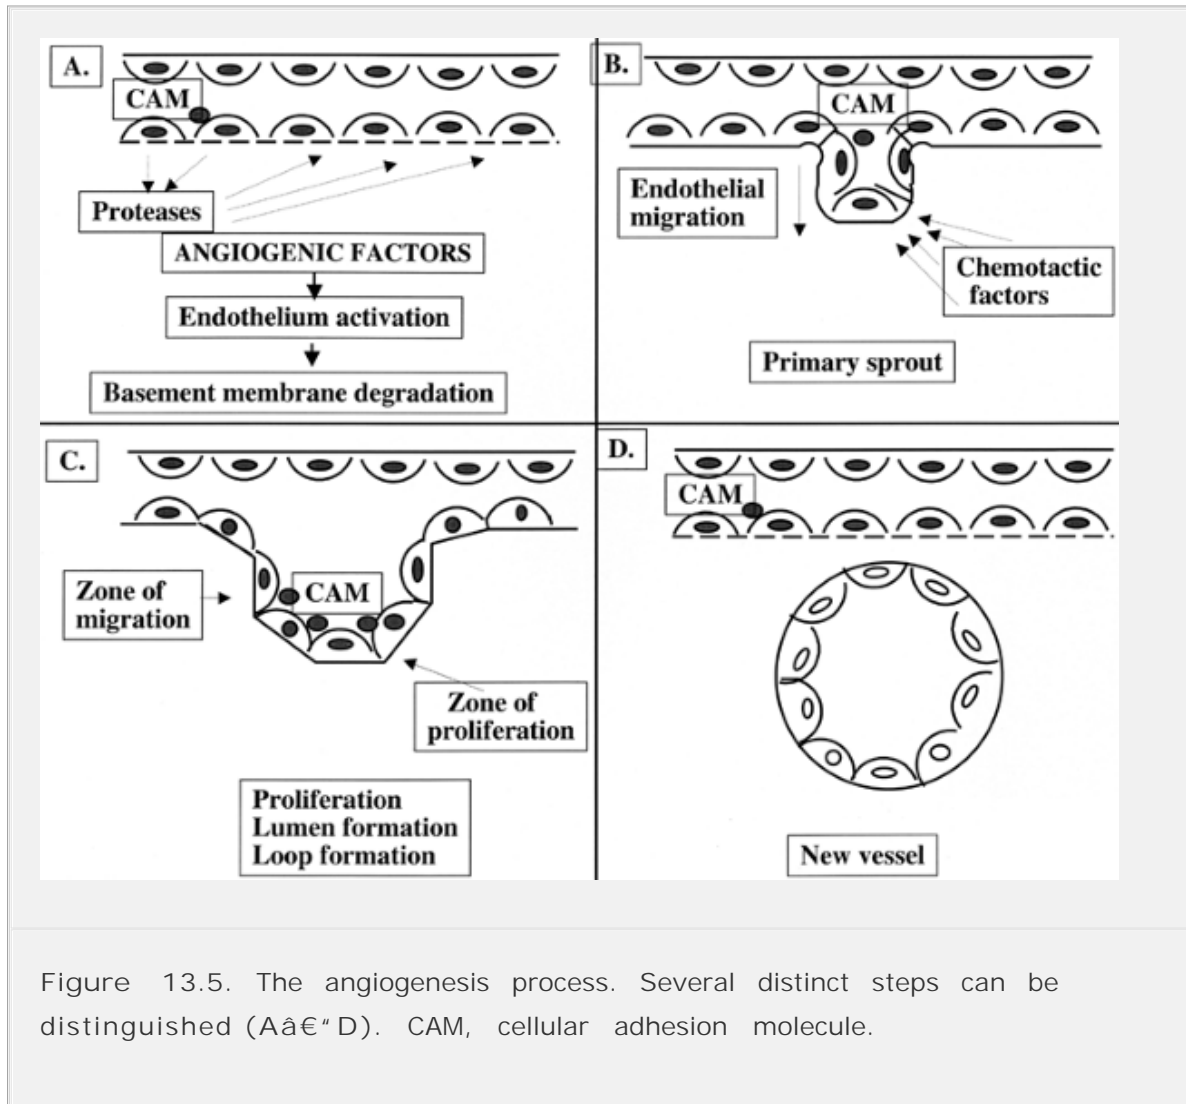 A.
CAM
Proteases
ANGIOGENIC FACTORS
Endothelium activation
Basement membrane degradation
B.
CAM
Endothelial
migration
Chemotactic
factors
Primary sprout
C.
CAM
Zone of
migration
Zone of
proliferation
Proliferation
Lumen formation
Loop formation
D.
CAM
New vessel
Figure 13.5. The angiogenesis process. Several distinct steps can be
distinguished (Aâ€“D). CAM, cellular adhesion molecule.